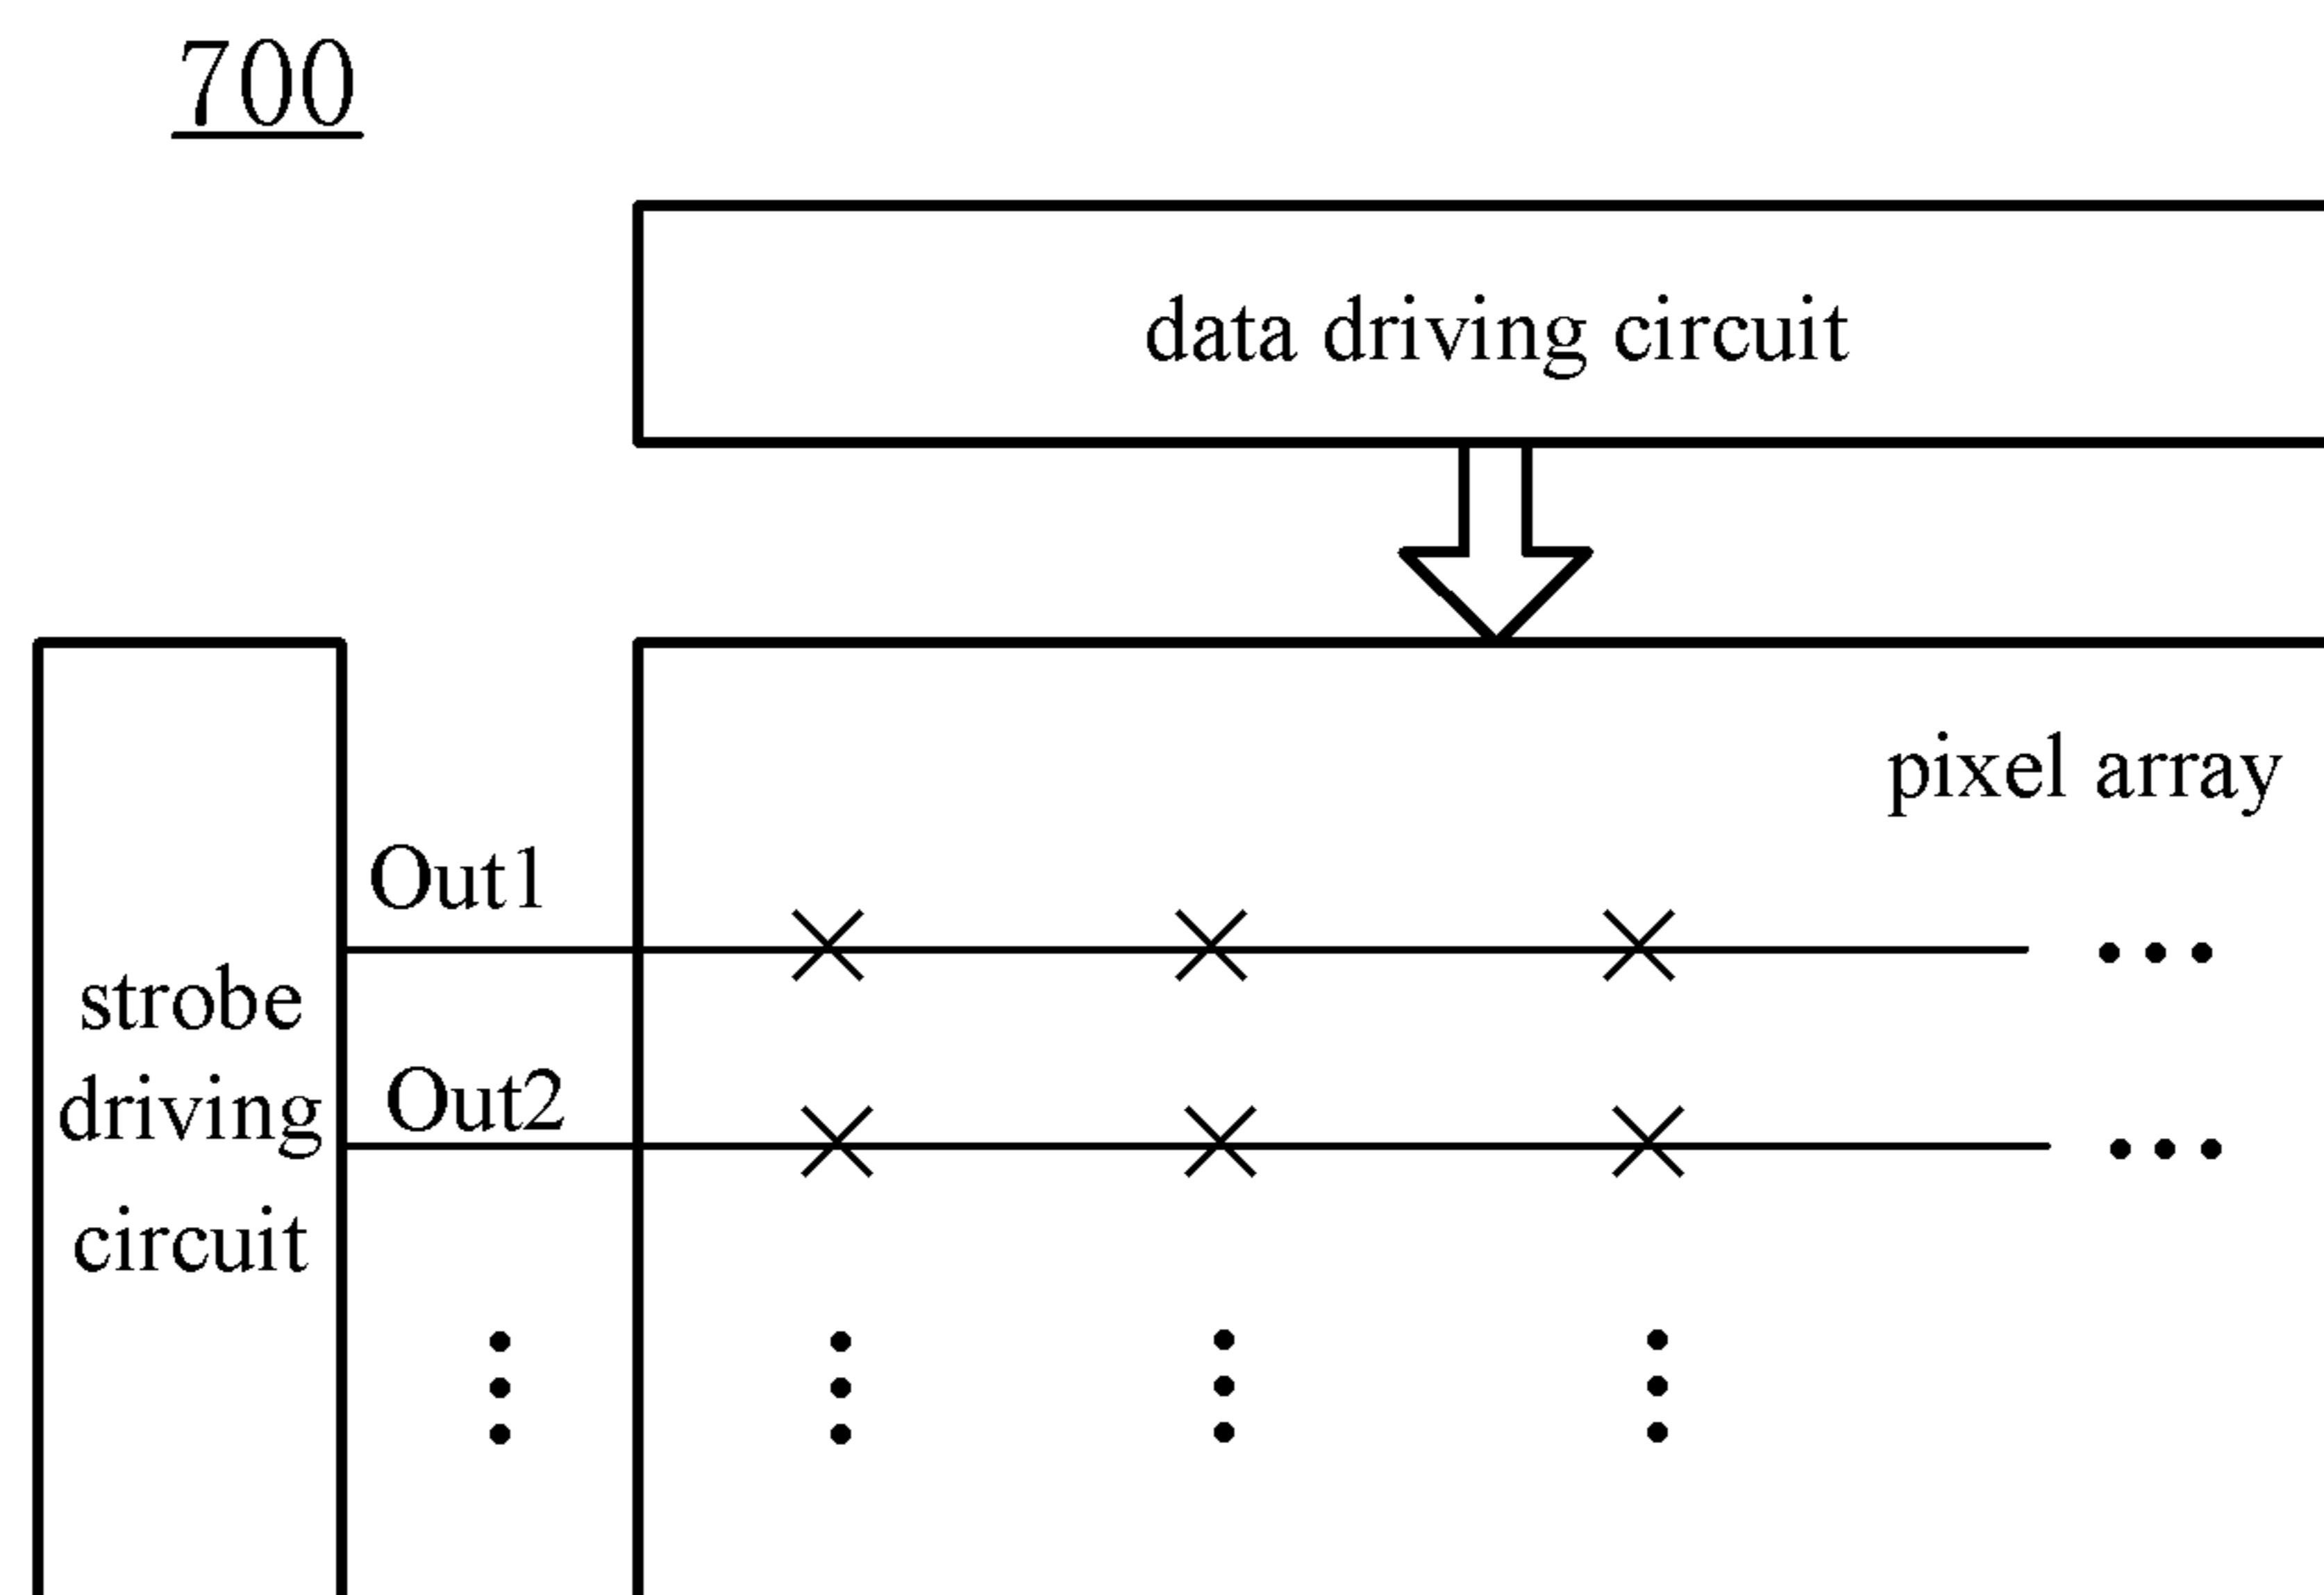 700
data driving circuit
pixel array
Out1
strobe
driving
circuit
Out2